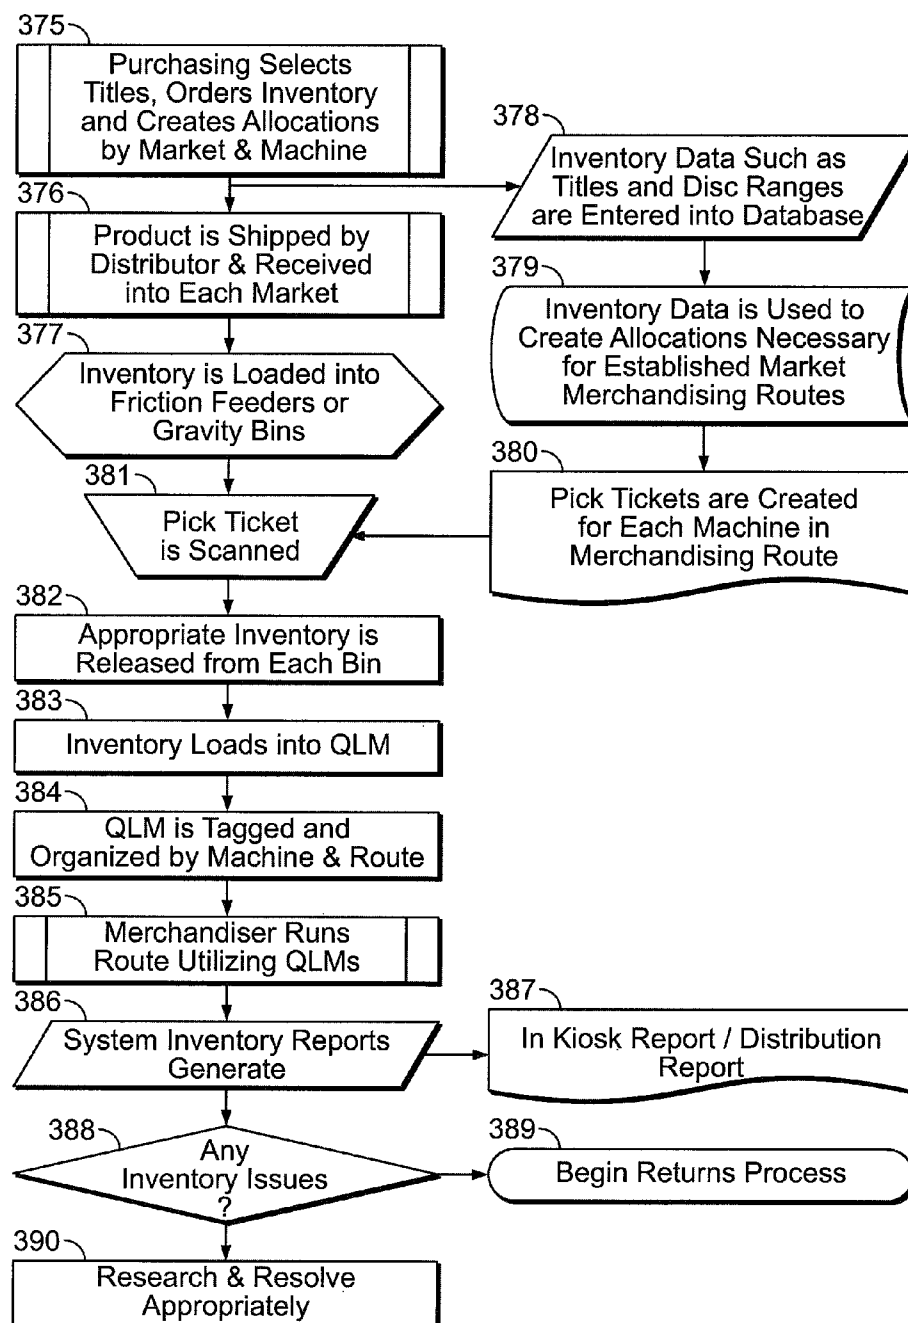 375
Purchasing Selects
Titles, Orders Inventory
and Creates Allocations
by Market & Machine
378
Inventory Data Such as
Titles and Disc Ranges
are Entered into Database
376
Product is Shipped by
Distributor & Received
into Each Market
379
Inventory Data is Used to
Create Allocations Necessary
for Established Market
Merchandising Routes
377
Inventory is Loaded into
Friction Feeders or
Gravity Bins
380
Pick Tickets are Created
for Each Machine in
Merchandising Route
381
Pick Ticket
is Scanned
382
Appropriate Inventory is
Released from Each Bin
383
Inventory Loads into QLM
384
QLM is Tagged and
Organized by Machine & Route
385
Merchandiser Runs
Route Utilizing QLMs
386
System Inventory Reports
Generate
387
In Kiosk Report / Distribution
Report
388
Any
Inventory Issues
?
389
Begin Returns Process
390
Research & Resolve
Appropriately